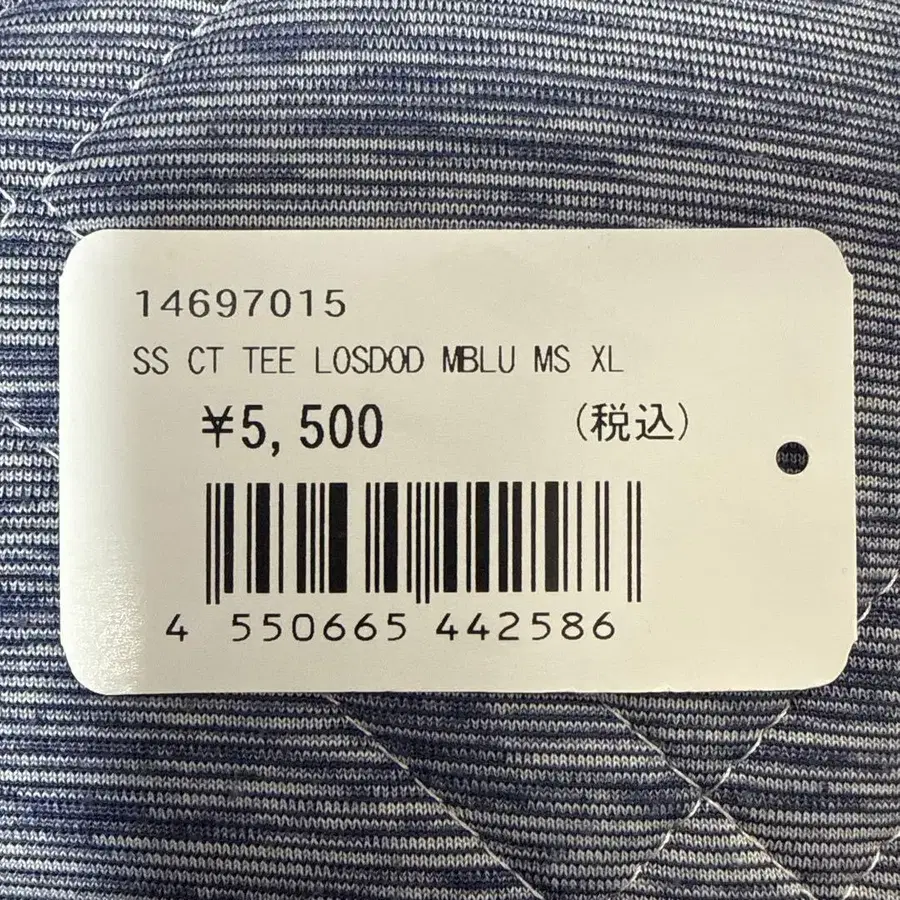 14697015
SS CT TEE LOSDOD MBLU MS XL
¥5,500 (税込)
4 550665 442586